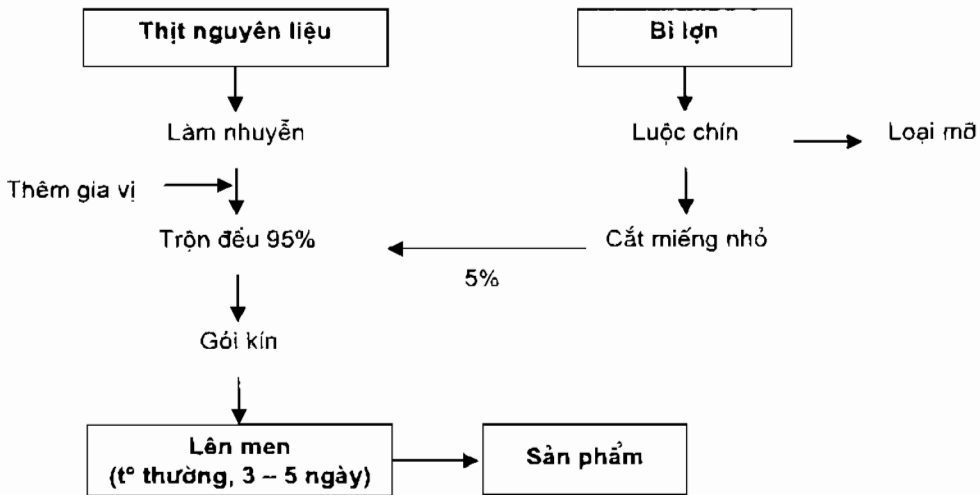 Thịt nguyên liệu
Bì lợn
Làm nhuyễn
Luộc chín
Loại mỡ
Thêm gia vị
Trộn đều 95%
Cắt miếng nhỏ
5%
Gói kín
Lên men
(t° thường, 3 – 5 ngày)
Sản phẩm